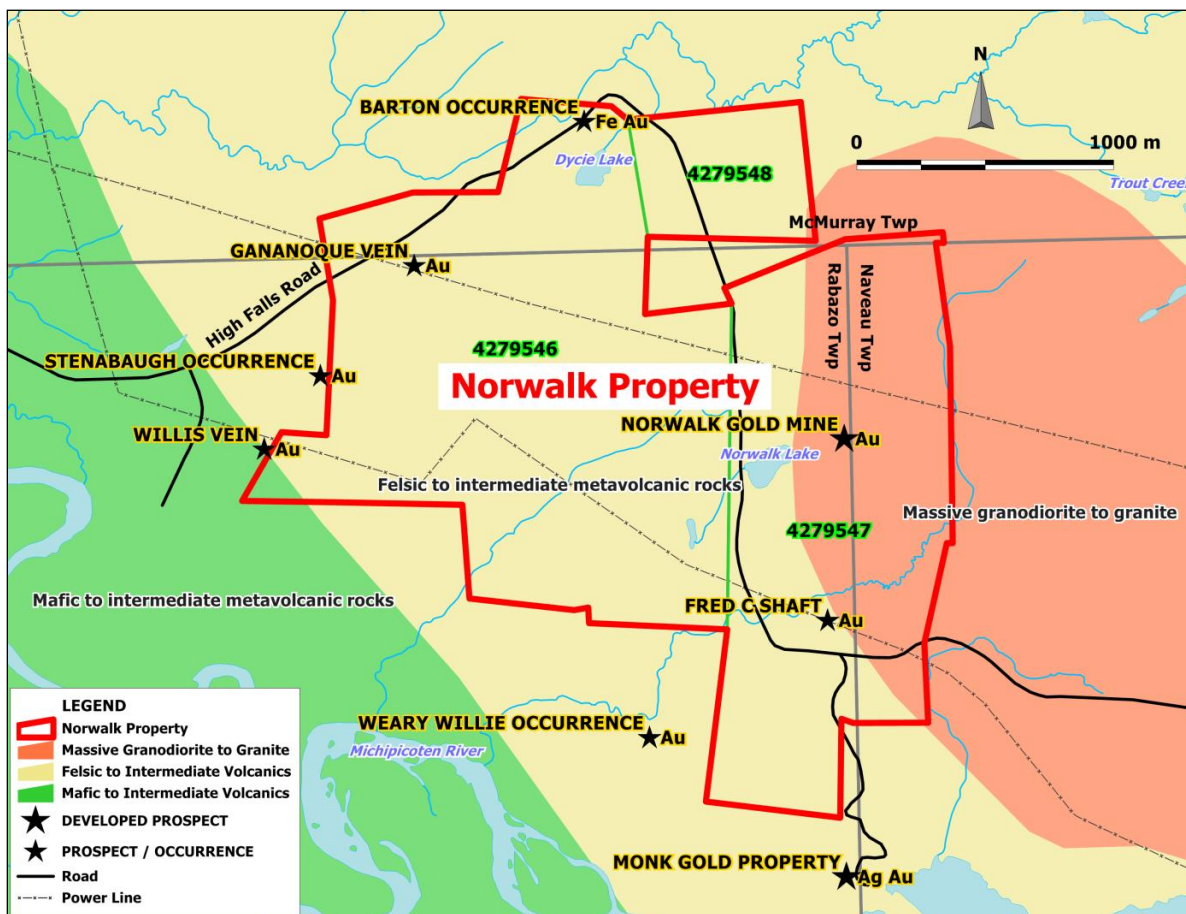 N
BARTON OCCURRENCE
Fe Au
0 1000 m
Dycie Lake
4279548
Trout Cree
McMurray Twp
GANANOQUE VEIN
Au
High Falls Road
Rabazo Twp
Naveau Twp
4279546
STENABAUGH OCCURRENCE
Au
Norwalk Property
WILLIS VEIN
Au
NORWALK GOLD MINE
Au
Norwalk Lake
Felsic to intermediate metavolcanic rocks
Massive granodiorite to granite
4279547
Mafic to intermediate metavolcanic rocks
FRED C SHAFT
Au
WEARY WILLIE OCCURRENCE
Au
Michipicoten River
MONK GOLD PROPERTY
Ag Au
LEGEND
Norwalk Property
Massive Granodiorite to Granite
Felsic to Intermediate Volcanics
Mafic to Intermediate Volcanics
DEVELOPED PROSPECT
PROSPECT / OCCURRENCE
Road
Power Line